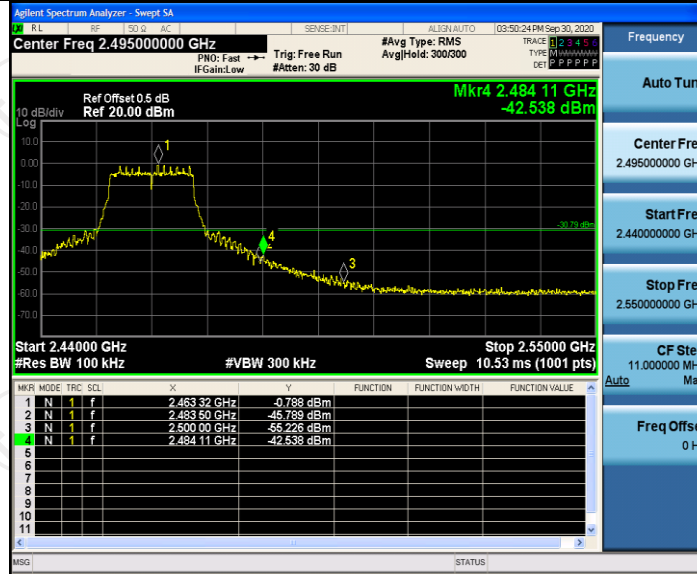 Agilent Spectrum Analyzer - Swept SA
RL RF 50 Ω AC SENSE:INT ALIGN AUTO 03:50:24 PM Sep 30, 2020
Center Freq 2.495000000 GHz
PNO: Fast
IFGain:Low
Trig: Free Run
#Atten: 30 dB
#Avg Type: RMS
Avg|Hold: 300/300
TRACE 1 2 3 4 5 6
TYPE M
DET P P P P P P
Frequency
Mkr4 2.484 11 GHz
-42.538 dBm
Ref Offset 0.5 dB
10 dB/div Ref 20.00 dBm
Log
10.0
0.00
-10.0
-20.0
-30.0
-40.0
-50.0
-60.0
-70.0
1
4
3
-30.79 dBm
Start 2.44000 GHz Stop 2.55000 GHz
#Res BW 100 kHz #VBW 300 kHz Sweep 10.53 ms (1001 pts)
MKR MODE TRC SCL X Y FUNCTION FUNCTION WIDTH FUNCTION VALUE
1 N 1 f 2.463 32 GHz -0.788 dBm
2 N 1 f 2.483 50 GHz -45.789 dBm
3 N 1 f 2.500 00 GHz -55.226 dBm
4 N 1 f 2.484 11 GHz -42.538 dBm
5
6
7
8
9
10
11
MSG STATUS
Auto Tun
Center Fre
2.495000000 GH
Start Fre
2.440000000 GH
Stop Fre
2.550000000 GH
CF Ste
11.000000 MH
Auto Ma
Freq Offse
0 H